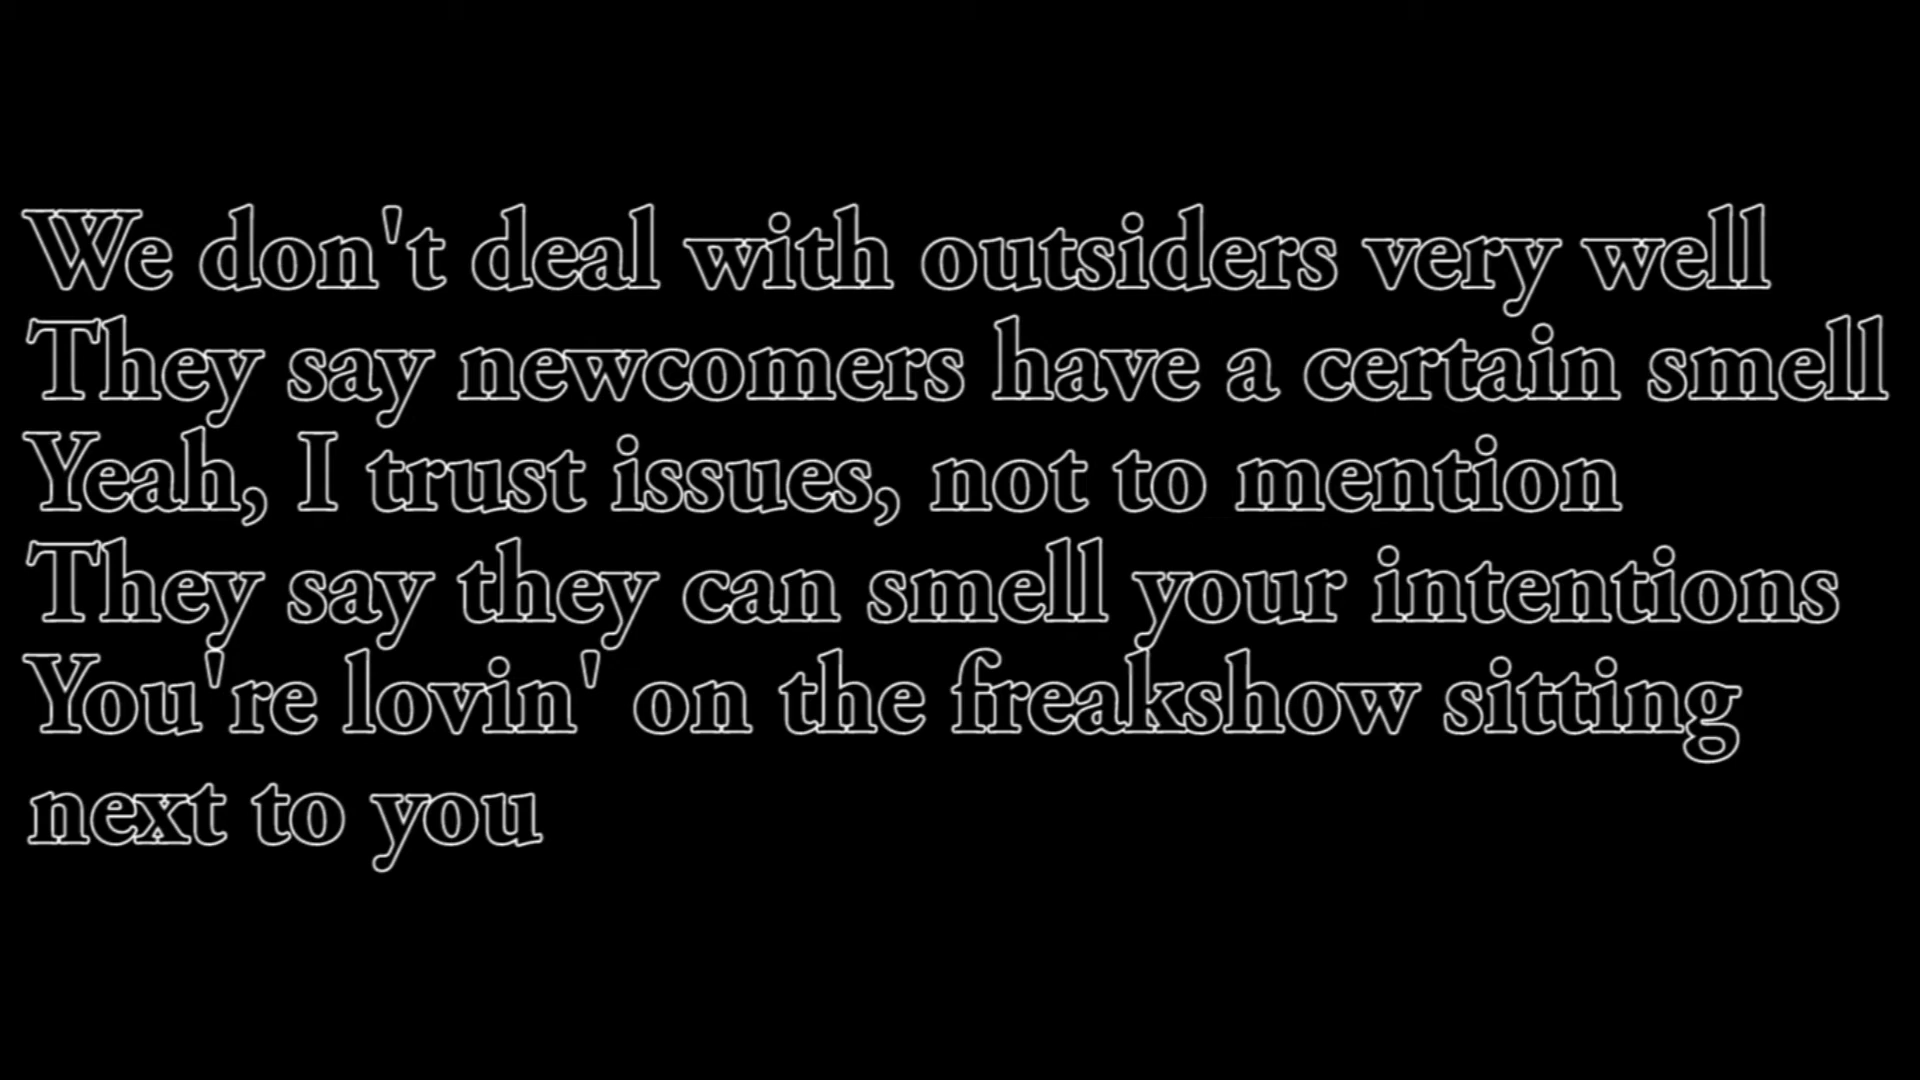 We don't deal with outsiders very well
They say newcomers have a certain smell
Yeah, I trust issues, not to mention
They say they can smell your intentions
You're lovin' on the freakshow sitting
next to you